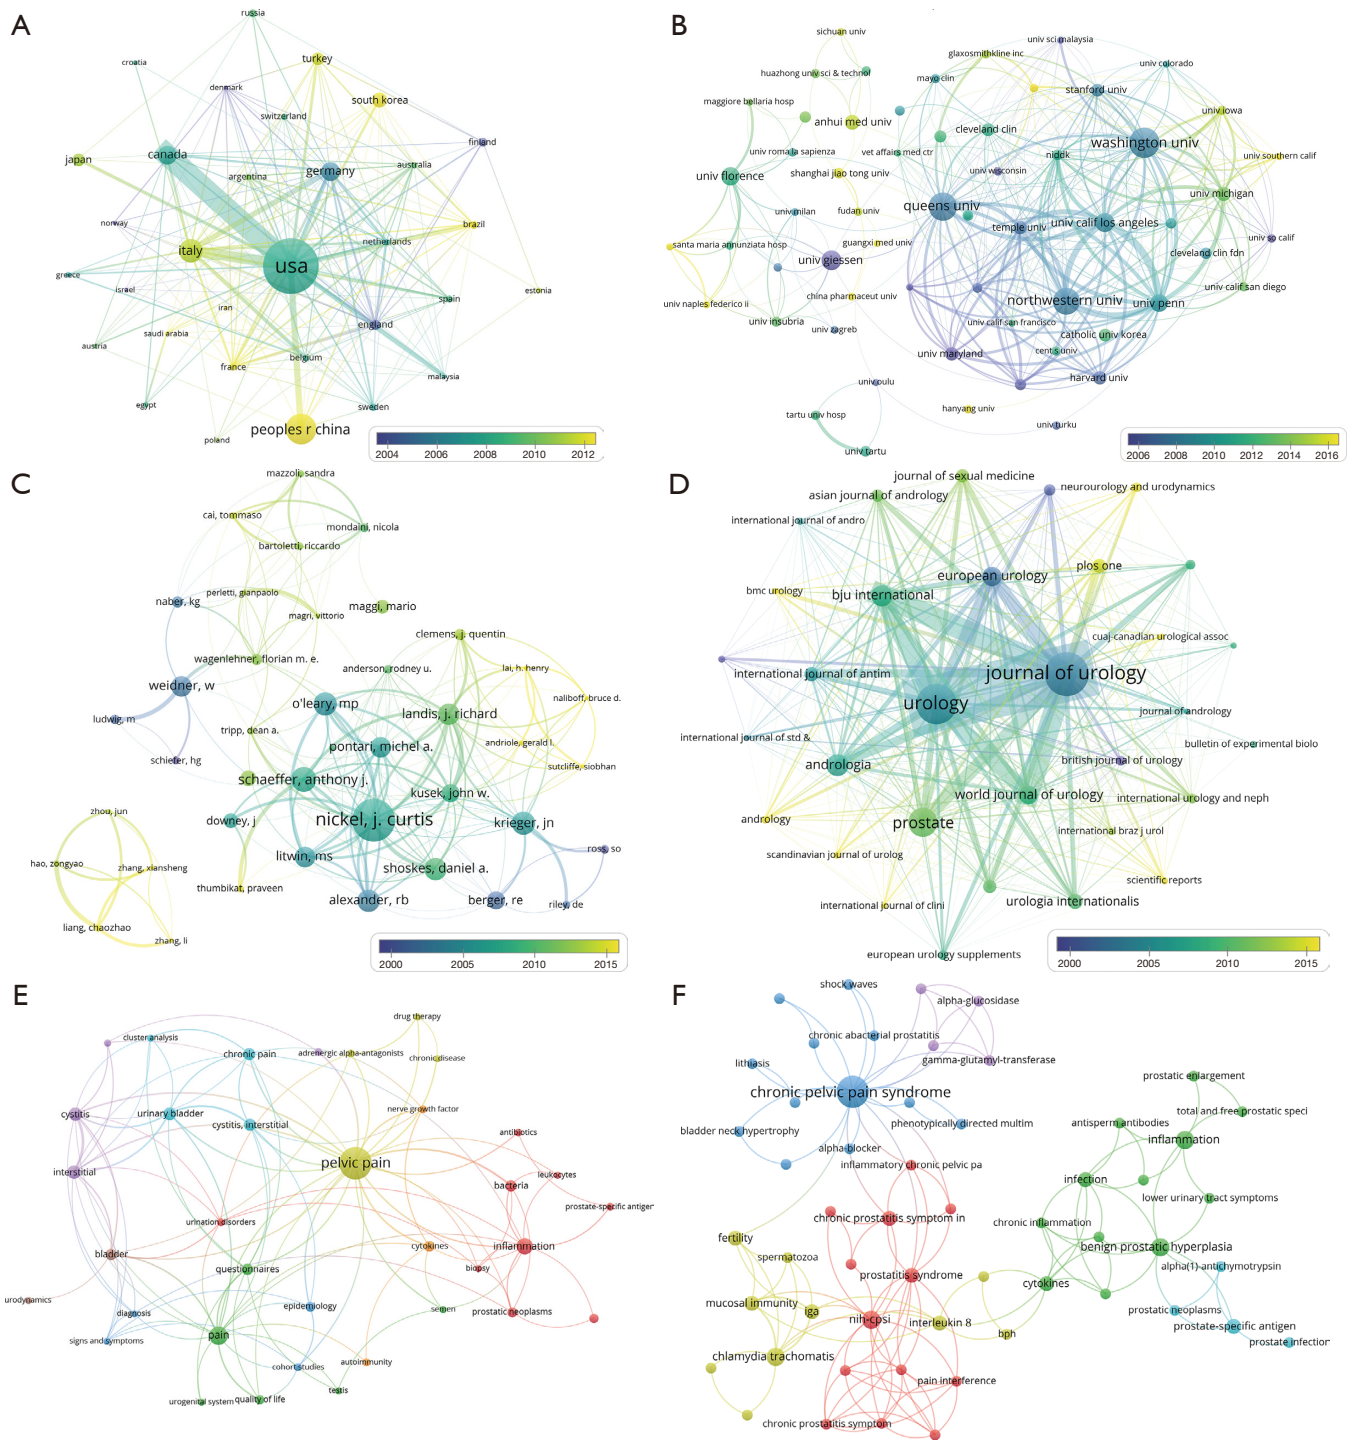 A
russia
croatia
turkey
denmark
south korea
switzerland
finland
japan
canada
germany
australia
argentina
norway
brazil
italy
netherlands
usa
greece
israel
estonia
spain
iran
england
saudi arabia
austria
belgium
france
malaysia
egypt
sweden
peoples r china
poland
2004 2006 2008 2010 2012
B
sichuan univ
univ sci malaysia
glaxosmithkline inc
univ colorado
huazhong univ sci & technol
mayo clin
stanford univ
maggiore bellaria hosp
univ iowa
anhui med univ
cleveland clin
washington univ
univ roma la sapienza
vet affairs med ctr
niddk
univ southern calif
univ florence
shanghai jiao tong univ
univ wisconsin
univ michigan
queens univ
univ milan
fudan univ
temple univ
univ calif los angeles
univ so calif
santa maria annunziata hosp
guangxi med univ
cleveland clin fdn
univ giessen
univ calif san diego
univ naples federico ii
china pharmaceut univ
northwestern univ
univ penn
univ insubria
univ zagreb
univ calif san francisco
catholic univ korea
univ maryland
cent s univ
harvard univ
univ oulu
hanyang univ
tartu univ hosp
univ turku
univ tartu
2006 2008 2010 2012 2014 2016
C
mazzoli, sandra
cai, tommaso
mondaini, nicola
bartoletti, riccardo
perletti, gianpaolo
naber, kg
magri, vittorio
maggi, mario
clemens, j. quentin
wagenlehner, florian m. e.
anderson, rodney u.
lai, h. henry
weidner, w
naliboff, bruce d.
o'leary, mp
landis, j. richard
ludwig, m
tripp, dean a.
pontari, michel a.
andriole, gerald l.
schiefer, hg
sutcliffe, siobhan
schaeffer, anthony j.
kusek, john w.
zhou, jun
downey, j
nickel, j. curtis
krieger, jn
hao, zongyao
zhang, xiansheng
litwin, ms
ross, so
shoskes, daniel a.
thumbikat, praveen
alexander, rb
berger, re
riley, de
liang, chaozhao
zhang, li
2000 2005 2010 2015
D
journal of sexual medicine
asian journal of andrology
neurourology and urodynamics
international journal of andro
european urology
plos one
bmc urology
bju international
cuaj-canadian urological assoc
international journal of antim
journal of urology
urology
journal of andrology
international journal of std &
bulletin of experimental biolo
andrologia
british journal of urology
world journal of urology
international urology and neph
andrology
prostate
international braz j urol
scandinavian journal of urolog
scientific reports
international journal of clini
urologia internationalis
european urology supplements
2000 2005 2010 2015
E
drug therapy
cluster analysis
chronic pain
adrenergic alpha-antagonists
chronic disease
cystitis
urinary bladder
nerve growth factor
cystitis, interstitial
antibiotics
pelvic pain
interstitial
leukocytes
bacteria
prostate-specific antigen
urination disorders
bladder
cytokines
inflammation
questionnaires
biopsy
urodynamics
diagnosis
epidemiology
semen
prostatic neoplasms
signs and symptoms
pain
cohort studies
autoimmunity
testis
urogenital system
quality of life
F
shock waves
alpha-glucosidase
chronic abacterial prostatitis
lithiasis
gamma-glutamyl-transferase
chronic pelvic pain syndrome
prostatic enlargement
total and free prostatic speci
bladder neck hypertrophy
phenotypically directed multim
antisperm antibodies
inflammation
alpha-blocker
inflammatory chronic pelvic pa
infection
lower urinary tract symptoms
chronic prostatitis symptom in
chronic inflammation
fertility
benign prostatic hyperplasia
spermatozoa
alpha(1)-antichymotrypsin
prostatitis syndrome
cytokines
mucosal immunity
iga
nih-cpsi
interleukin 8
prostatic neoplasms
bph
prostate-specific antigen
prostate infection
chlamydia trachomatis
pain interference
chronic prostatitis symptom